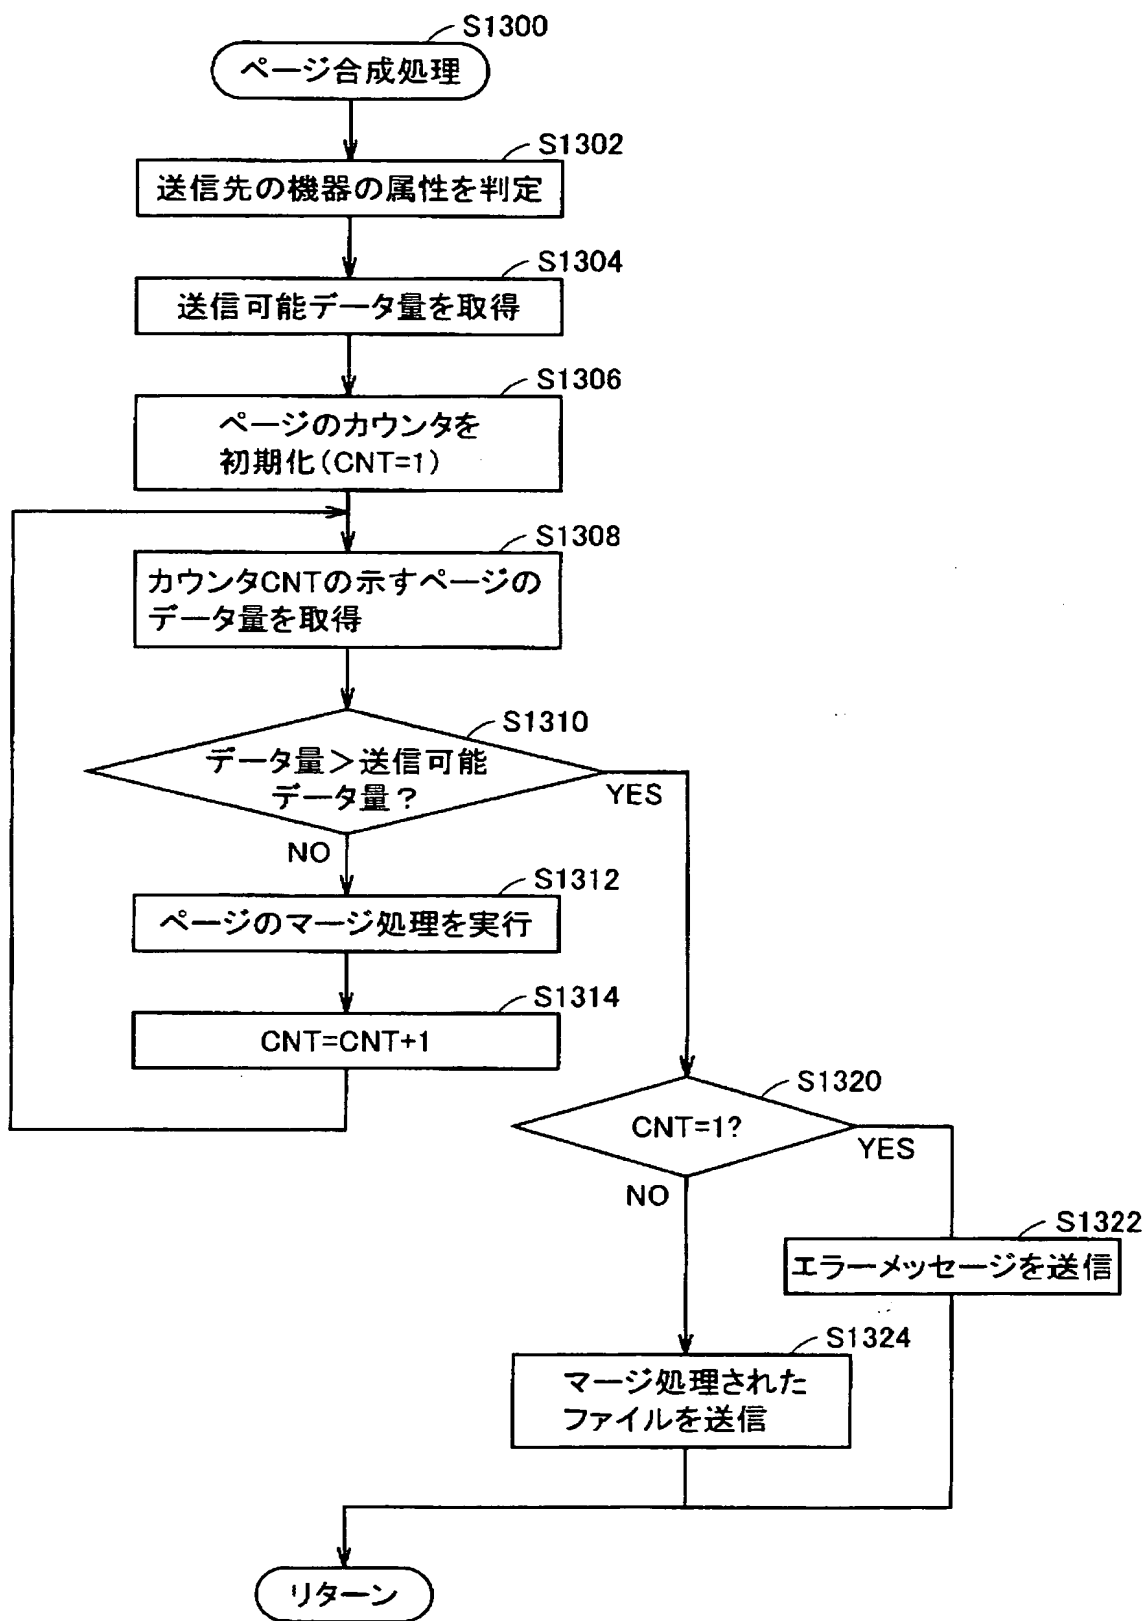 S1300
ページ合成処理
S1302
送信先の機器の属性を判定
S1304
送信可能データ量を取得
S1306
ページのカウンタを
初期化(CNT=1)
S1308
カウンタCNTの示すページの
データ量を取得
S1310
データ量>送信可能
データ量?
YES
NO
S1312
ページのマージ処理を実行
S1314
CNT=CNT+1
S1320
CNT=1?
YES
NO
S1322
エラーメッセージを送信
S1324
マージ処理された
ファイルを送信
リターン